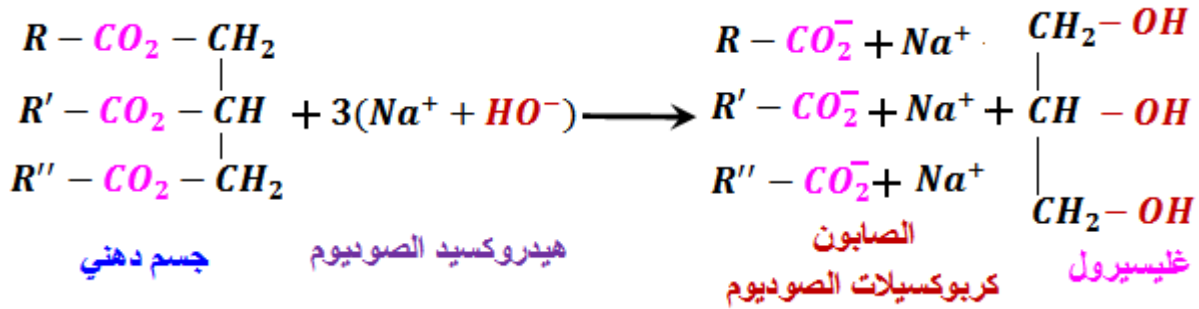 R − CO₂ − CH₂
R′ − CO₂ − CH + 3(Na⁺ + HO⁻) ⟶ R′ − CO₂⁻ + Na⁺ + CH − OH
R″ − CO₂ − CH₂
R − CO₂⁻ + Na⁺ CH₂ − OH
R″ − CO₂⁻ + Na⁺
CH₂ − OH
جسم دهني
هيدروكسيد الصوديوم
الصابون
كربوكسيلات الصوديوم
غليسيرول